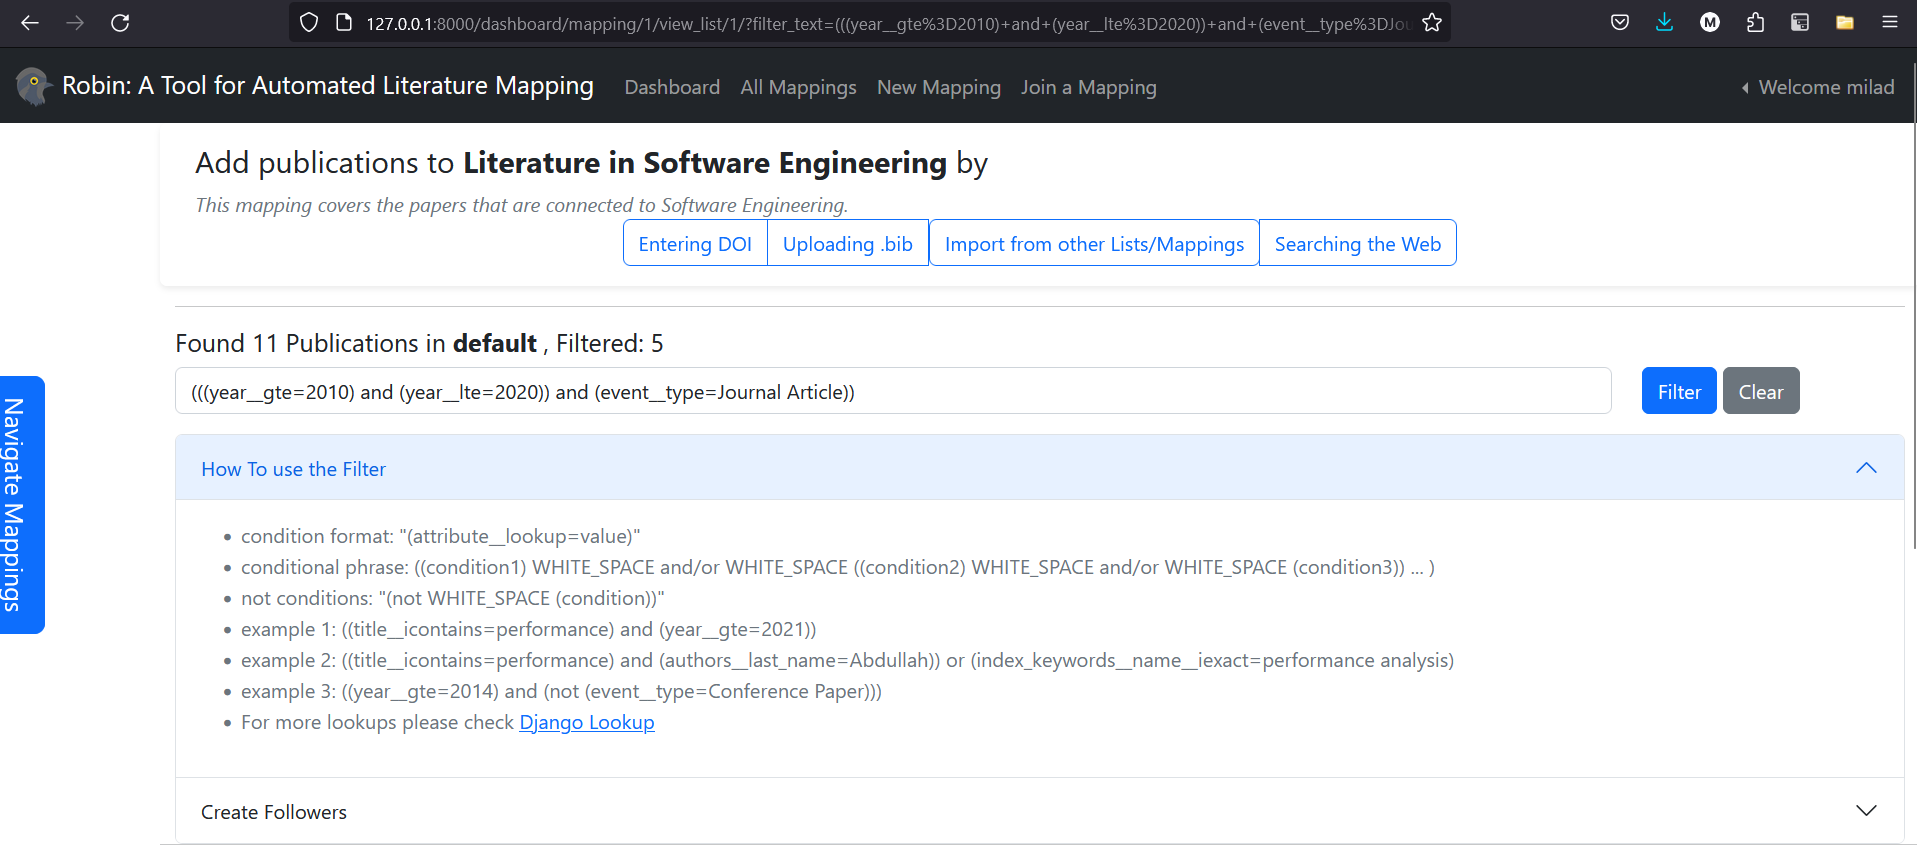 127.0.0.1:8000/dashboard/mapping/1/view_list/1/?filter_text=(((year__gte%3D2010)+and+(year__lte%3D2020))+and+(event__type%3DJou
M
Robin: A Tool for Automated Literature Mapping Dashboard All Mappings New Mapping Join a Mapping Welcome milad
Add publications to Literature in Software Engineering by
This mapping covers the papers that are connected to Software Engineering.
Entering DOI Uploading .bib Import from other Lists/Mappings Searching the Web
Found 11 Publications in default , Filtered: 5
(((year__gte=2010) and (year__lte=2020)) and (event__type=Journal Article)) Filter Clear
Navigate Mappings
How To use the Filter
• condition format: "(attribute__lookup=value)"
• conditional phrase: ((condition1) WHITE_SPACE and/or WHITE_SPACE ((condition2) WHITE_SPACE and/or WHITE_SPACE (condition3)) ... )
• not conditions: "(not WHITE_SPACE (condition))"
• example 1: ((title__icontains=performance) and (year__gte=2021))
• example 2: ((title__icontains=performance) and (authors__last_name=Abdullah)) or (index_keywords__name__iexact=performance analysis)
• example 3: ((year__gte=2014) and (not (event__type=Conference Paper)))
• For more lookups please check Django Lookup
Create Followers